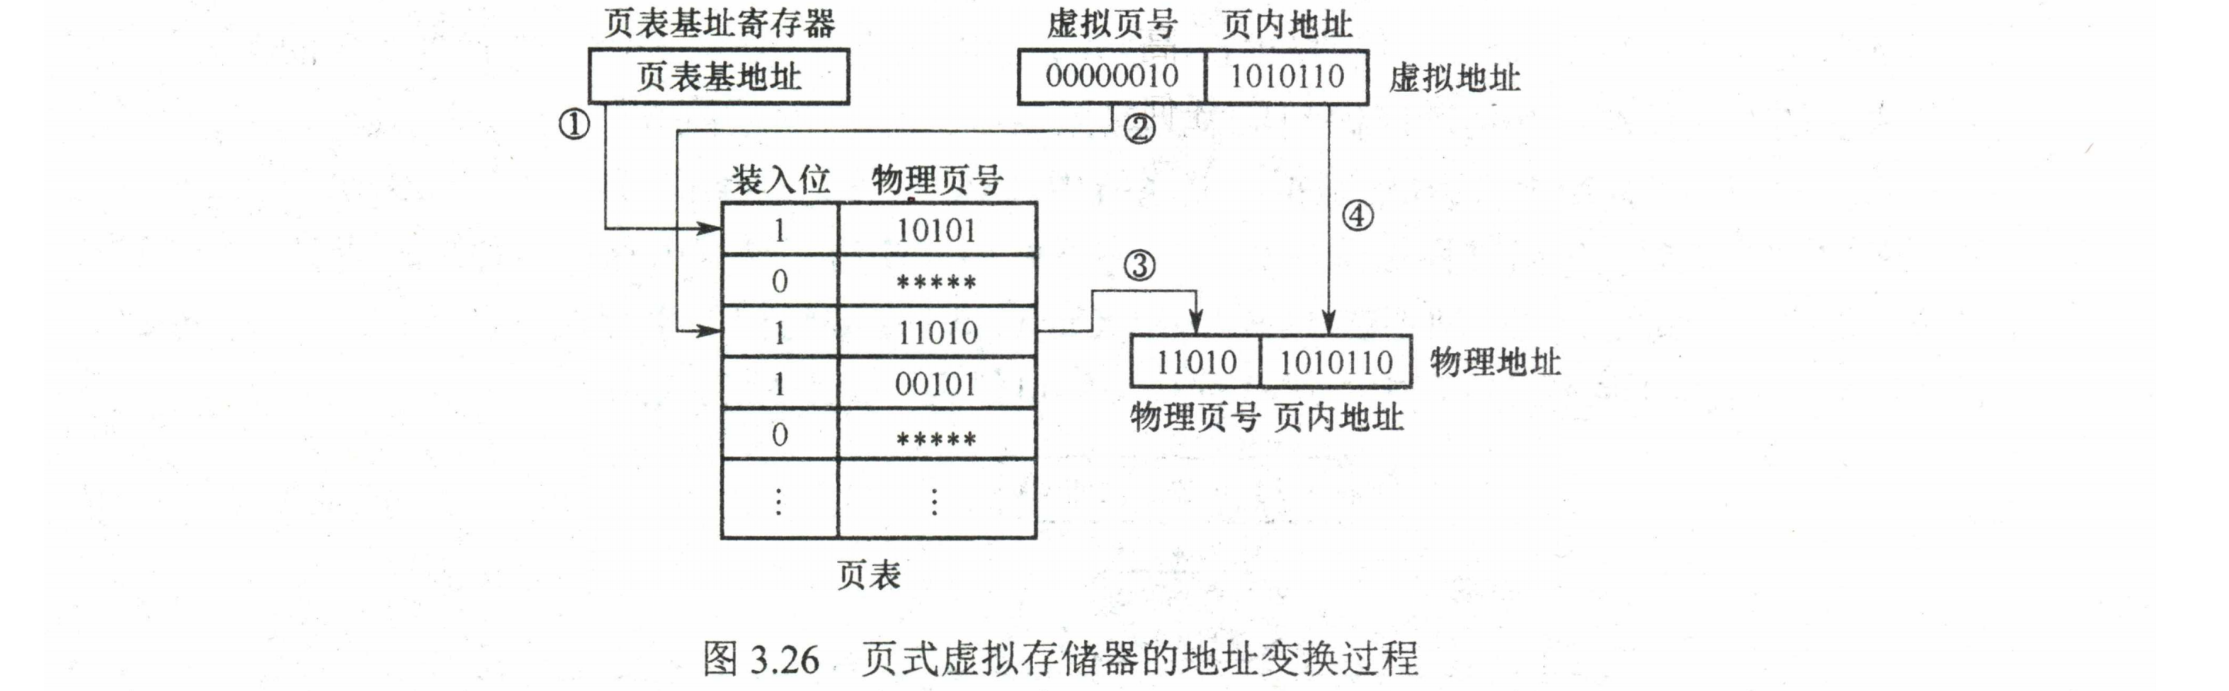 页表基址寄存器
页表基地址
虚拟页号 页内地址
00000010 1010110 虚拟地址
①
②
装入位 物理页号
1 10101
0 *****
1 11010
1 00101
0 *****
⋮ ⋮
页表
③
④
11010 1010110 物理地址
物理页号 页内地址
图 3.26 页式虚拟存储器的地址变换过程